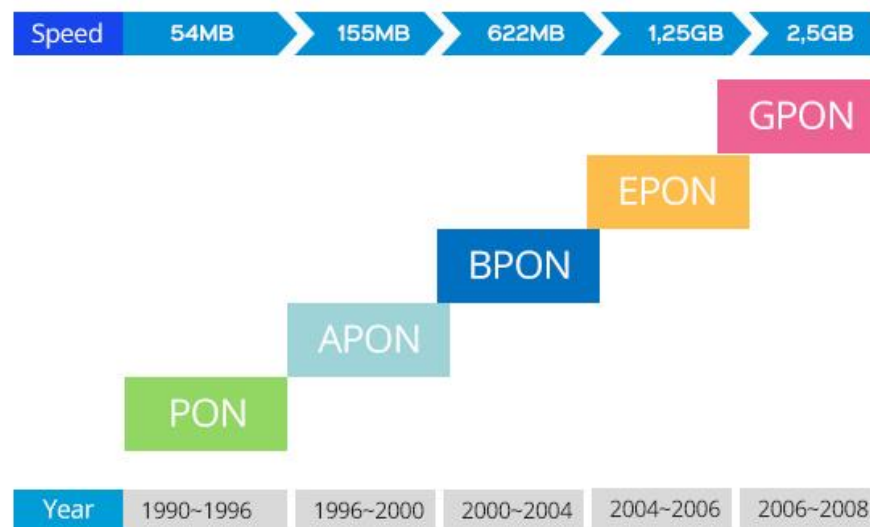 Speed 54MB 155MB 622MB 1,25GB 2,5GB
GPON
EPON
BPON
APON
PON
Year 1990~1996 1996~2000 2000~2004 2004~2006 2006~2008